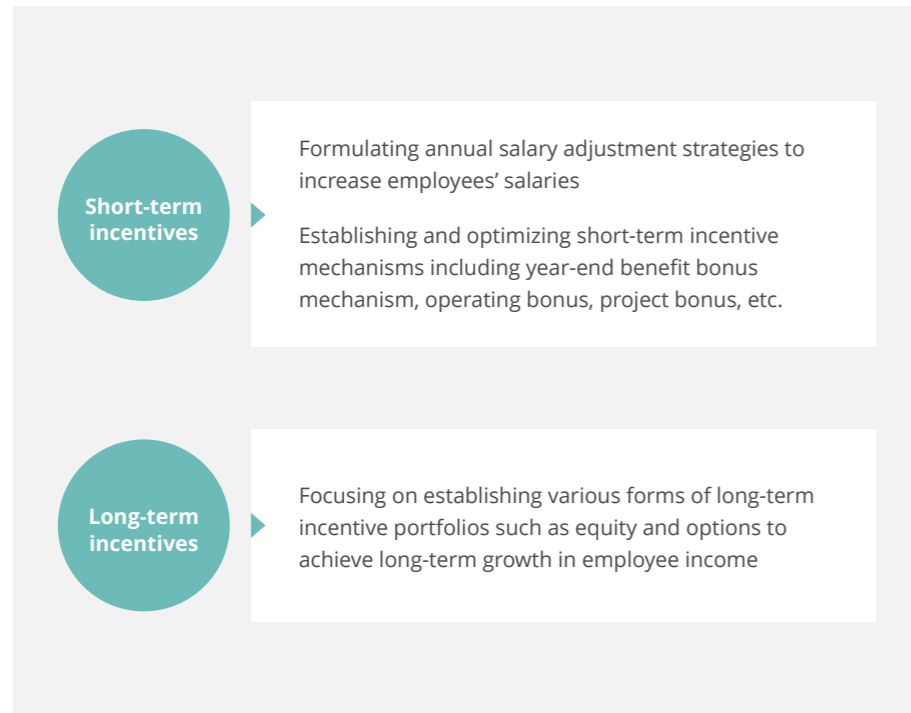 Short-term
incentives
Formulating annual salary adjustment strategies to
increase employees’ salaries
Establishing and optimizing short-term incentive
mechanisms including year-end benefit bonus
mechanism, operating bonus, project bonus, etc.
Long-term
incentives
Focusing on establishing various forms of long-term
incentive portfolios such as equity and options to
achieve long-term growth in employee income